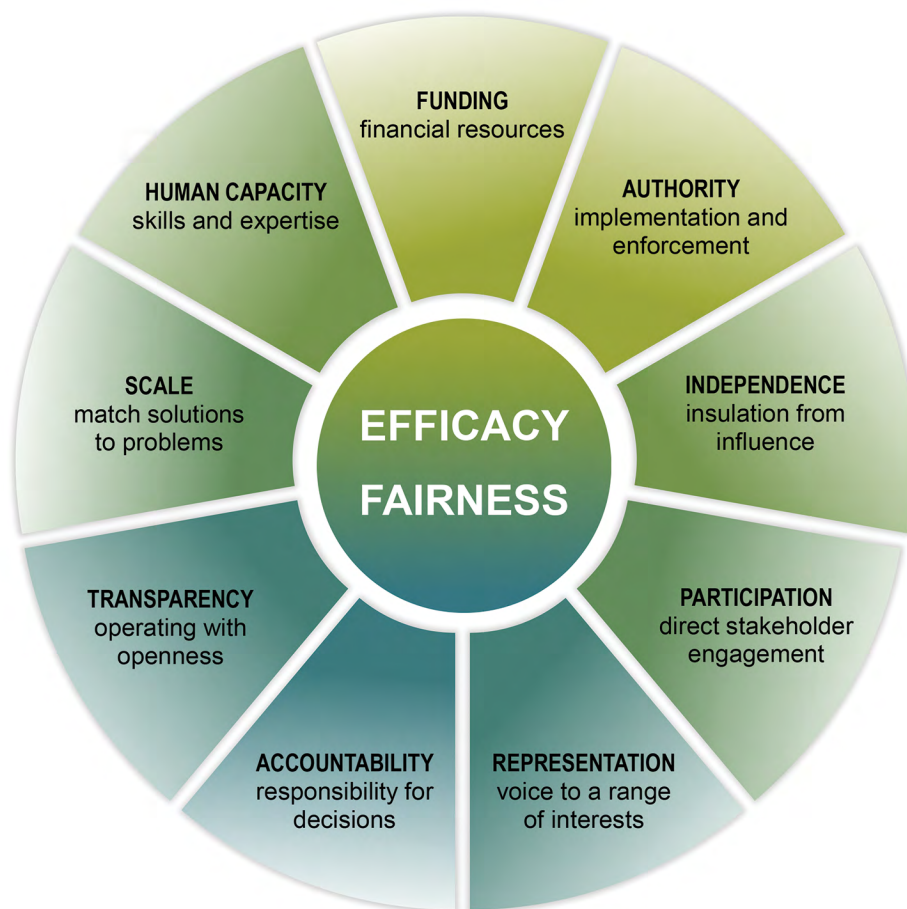 FUNDING
financial resources
AUTHORITY
implementation and
enforcement
INDEPENDENCE
insulation from
influence
PARTICIPATION
direct stakeholder
engagement
REPRESENTATION
voice to a range
of interests
ACCOUNTABILITY
responsibility for
decisions
TRANSPARENCY
operating with
openness
SCALE
match solutions
to problems
HUMAN CAPACITY
skills and expertise
EFFICACY
FAIRNESS